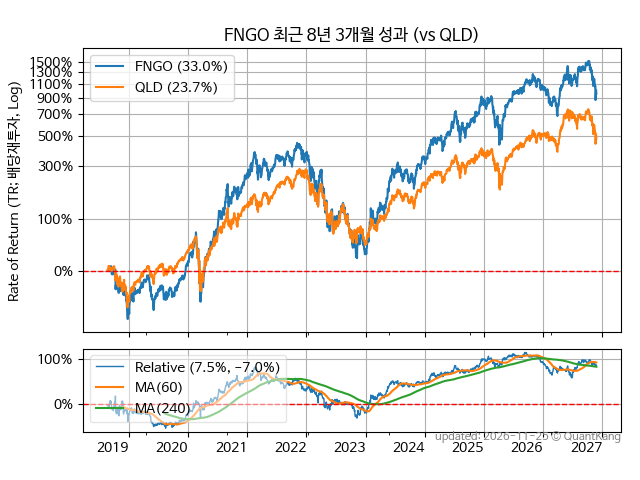 FNGO 최근 8년 3개월 성과 (vs QLD)
Rate of Return (TR; 배당재투자, Log)
1500%
1300%
1100%
900%
700%
500%
300%
100%
0%
FNGO (33.0%)
QLD (23.7%)
100%
0%
Relative (7.5%, −7.0%)
MA(60)
MA(240)
2019 2020 2021 2022 2023 2024 2025 2026 2027
updated: 2026−11−25 © QuantKang